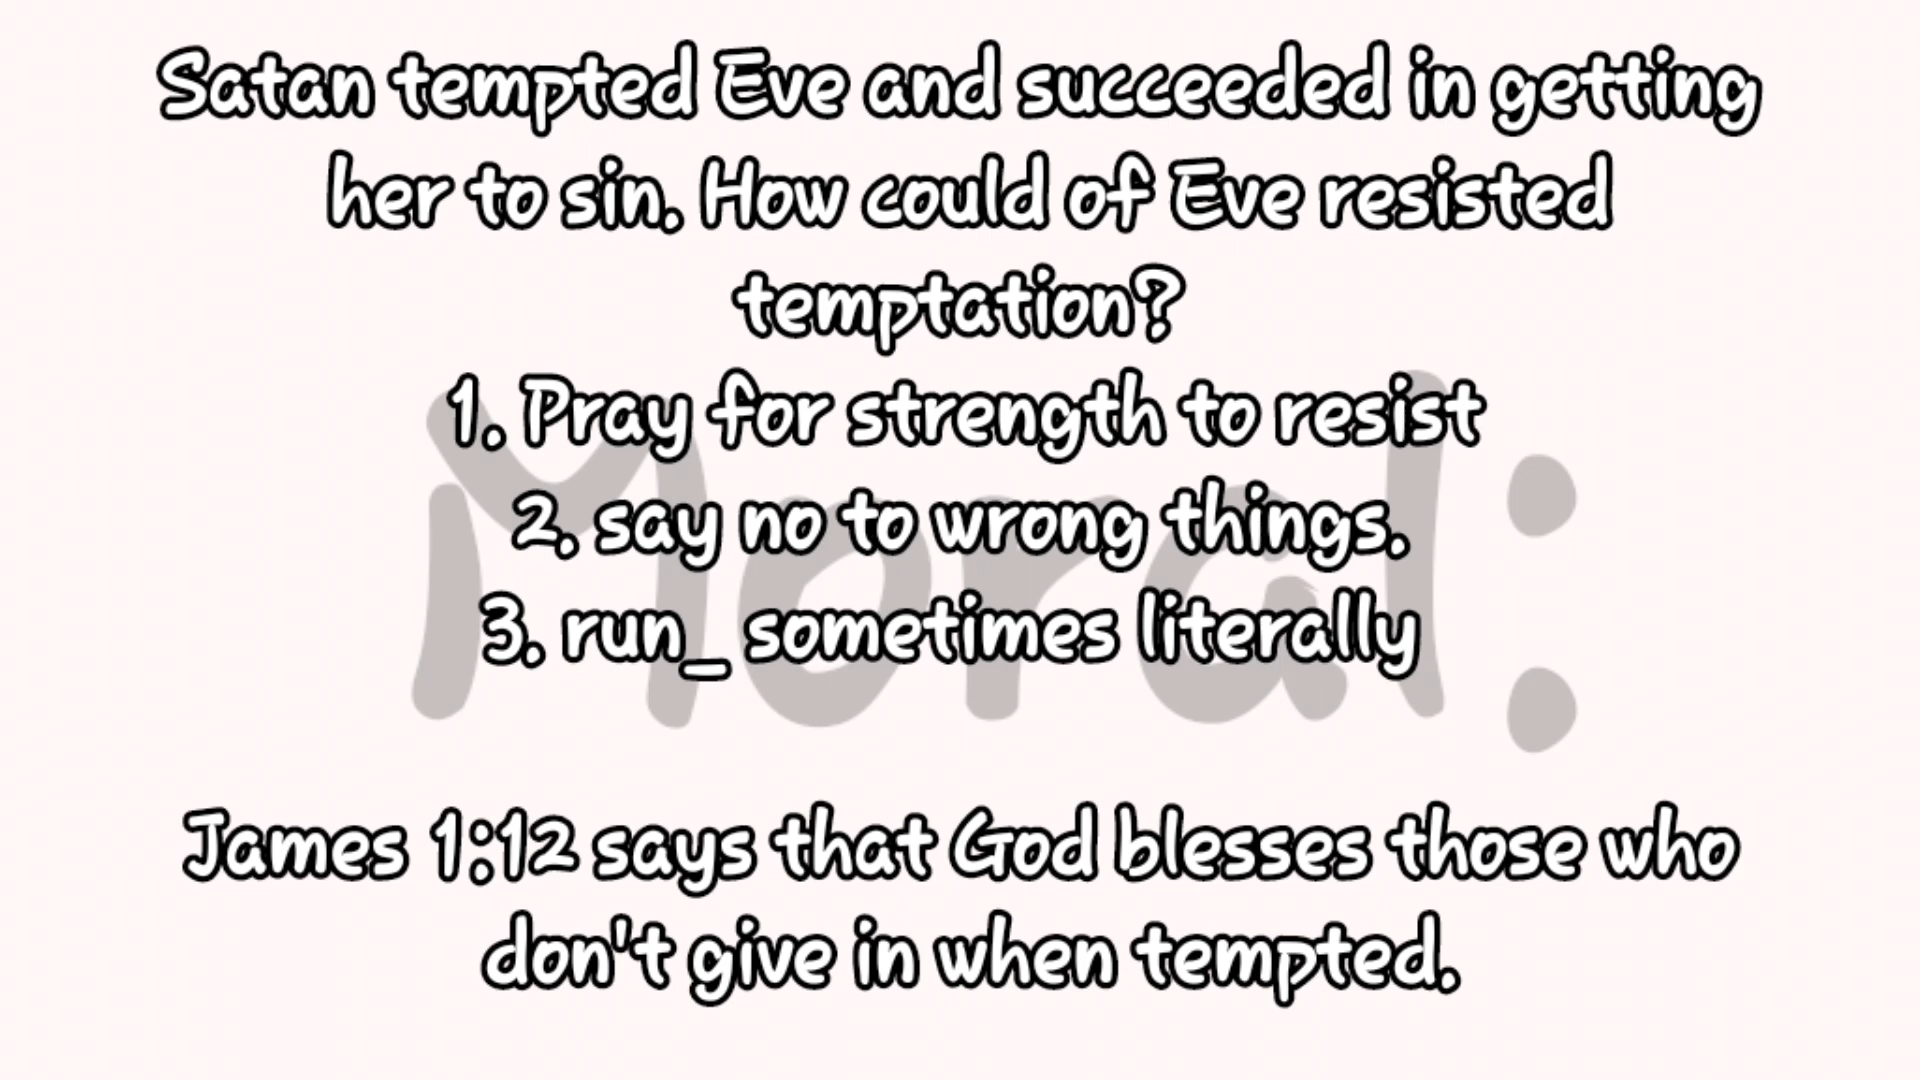 Satan tempted Eve and succeeded in getting
her to sin. How could of Eve resisted
temptation?
1. Pray for strength to resist
2. say no to wrong things.
3. run_ sometimes literally
Moral:
James 1:12 says that God blesses those who
don't give in when tempted.